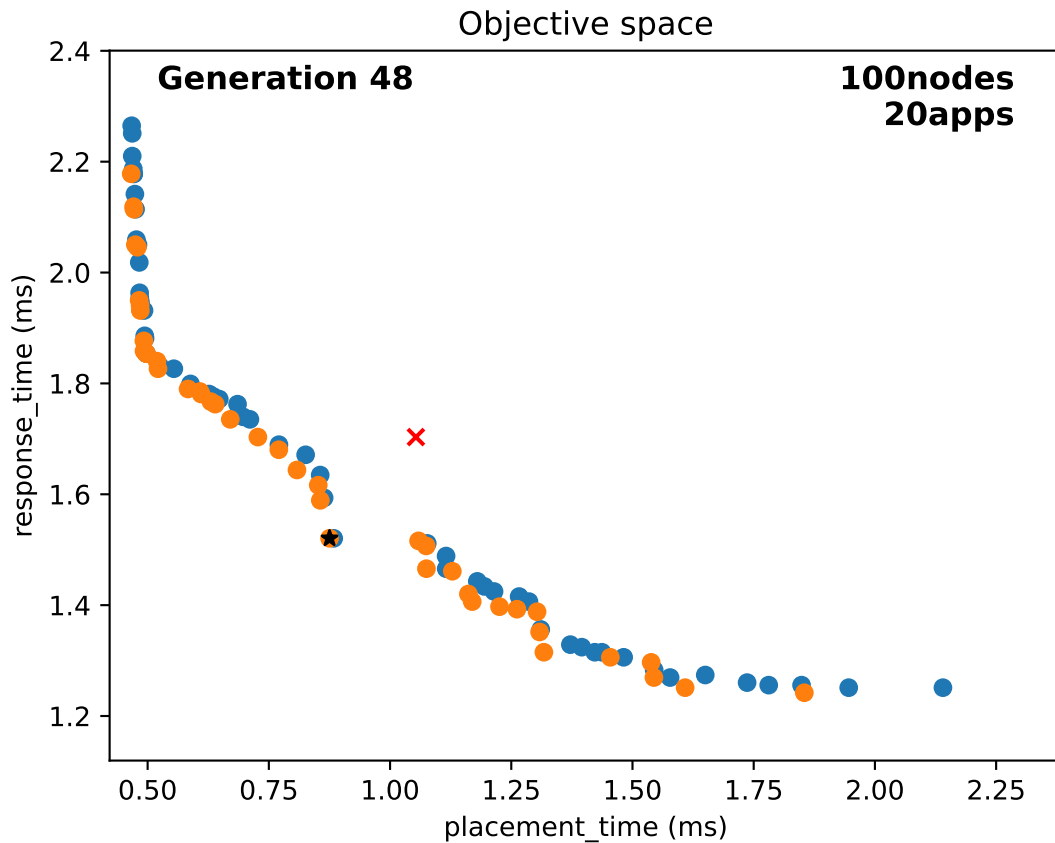 Objective space
Generation 48
100nodes
20apps
response_time (ms)
2.4
2.2
2.0
1.8
1.6
1.4
1.2
0.50 0.75 1.00 1.25 1.50 1.75 2.00 2.25
placement_time (ms)